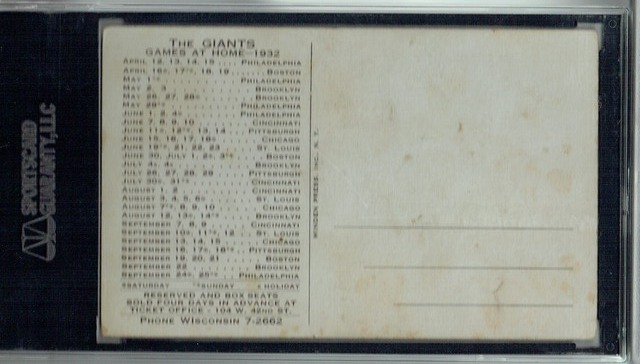 SPORTSCARD
GUARANTY, LLC
THE GIANTS
GAMES AT HOME—1932
APRIL 12, 13, 14, 15 .... PHILADELPHIA
APRIL 16s, 17**, 18, 19 ..... BOSTON
MAY 1** ..... PHILADELPHIA
MAY 2, 3 ..... BROOKLYN
MAY 26, 27, 28* ..... BROOKLYN
MAY 29** ..... PHILADELPHIA
JUNE 1, 2, 4* ..... PHILADELPHIA
JUNE 7, 8, 9, 10 ..... CINCINNATI
JUNE 11*, 12**, 13, 14 ..... PITTSBURGH
JUNE 15, 16, 17, 18* ..... CHICAGO
JUNE 19**, 21, 22, 23 .... ST. LOUIS
JUNE 30, JULY 1, 2*, 3** ..... BOSTON
JULY 4 ..... BROOKLYN
JULY 26, 27, 28, 29 .... PITTSBURGH
JULY 30*, 31** ..... CINCINNATI
AUGUST 1, 2 ..... CINCINNATI
AUGUST 3, 4, 5, 6* ..... ST. LOUIS
AUGUST 7**, 8, 9, 10 ..... CHICAGO
AUGUST 12, 13*, 14** .... BROOKLYN
SEPTEMBER 7, 8, 9 .... CINCINNATI
SEPTEMBER 10*, 11**, 12 .. ST. LOUIS
SEPTEMBER 13, 14, 15 .... CHICAGO
SEPTEMBER 16, 17*, 18** .. PITTSBURGH
SEPTEMBER 19, 20, 21 .... BOSTON
SEPTEMBER 22 ..... BROOKLYN
SEPTEMBER 24*, 25** .. PHILADELPHIA
*SATURDAY **SUNDAY HOLIDAY
RESERVED AND BOX SEATS
SOLD FOUR DAYS IN ADVANCE AT
TICKET OFFICE - 104 W. 42ND ST.
PHONE WISCONSIN 7-2662
MINDEN PRESS, INC., N. Y.